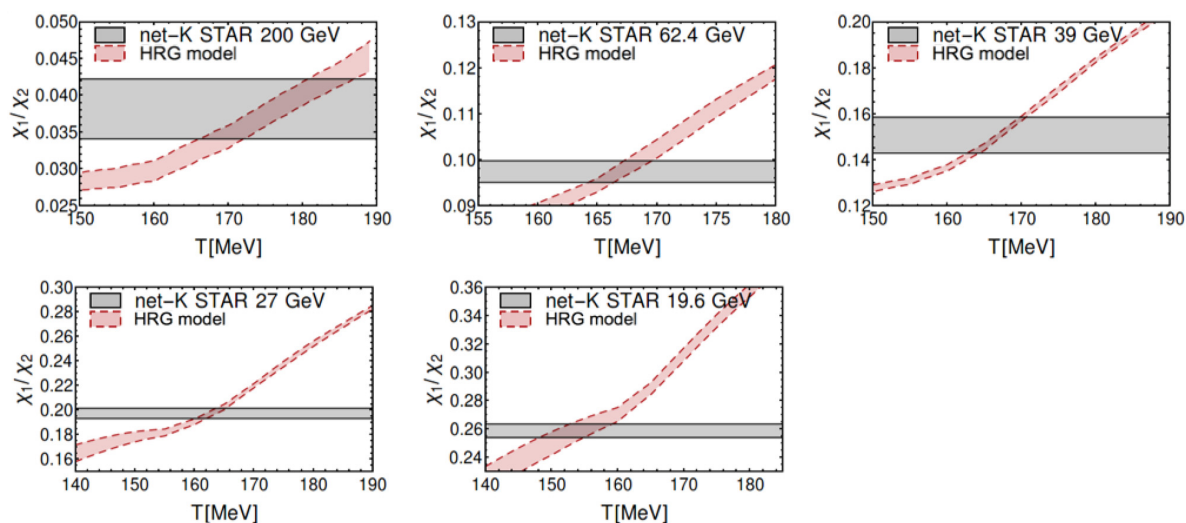 net-K STAR 200 GeV
HRG model
0.050
0.045
0.040
0.035
0.030
0.025
χ1/χ2
150 160 170 180 190
T[MeV]
net-K STAR 62.4 GeV
HRG model
0.13
0.12
0.11
0.10
0.09
χ1/χ2
155 160 165 170 175 180
T[MeV]
net-K STAR 39 GeV
HRG model
0.20
0.18
0.16
0.14
0.12
χ1/χ2
150 160 170 180 190
T[MeV]
net-K STAR 27 GeV
HRG model
0.30
0.28
0.26
0.24
0.22
0.20
0.18
0.16
χ1/χ2
140 150 160 170 180 190
T[MeV]
net-K STAR 19.6 GeV
HRG model
0.36
0.34
0.32
0.30
0.28
0.26
0.24
χ1/χ2
140 150 160 170 180
T[MeV]